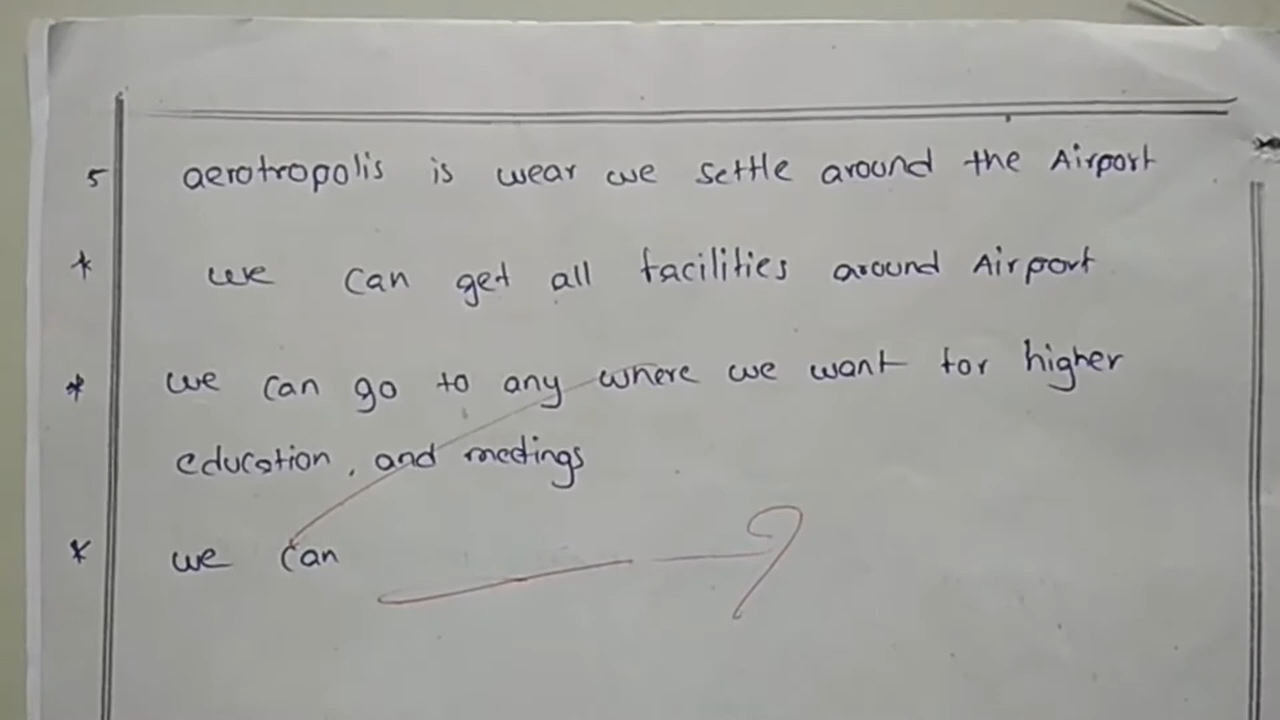 5 aerotropolis is wear we settle around the Airport
* we can get all facilities around Airport
* we can go to any where we want for higher
education, and meetings
* we can